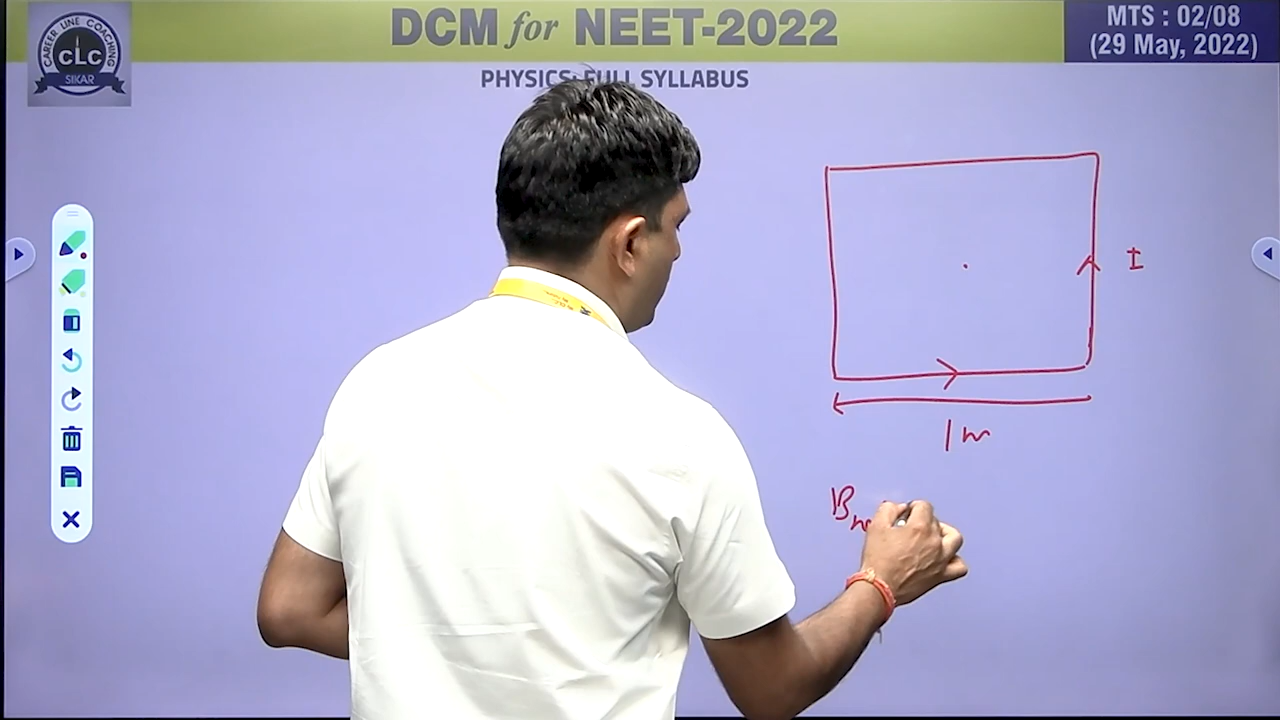 CAREER LINE COACHING
CLC
SIKAR
DCM for NEET-2022
MTS : 02/08
(29 May, 2022)
PHYSICS: FULL SYLLABUS
I
1m
B